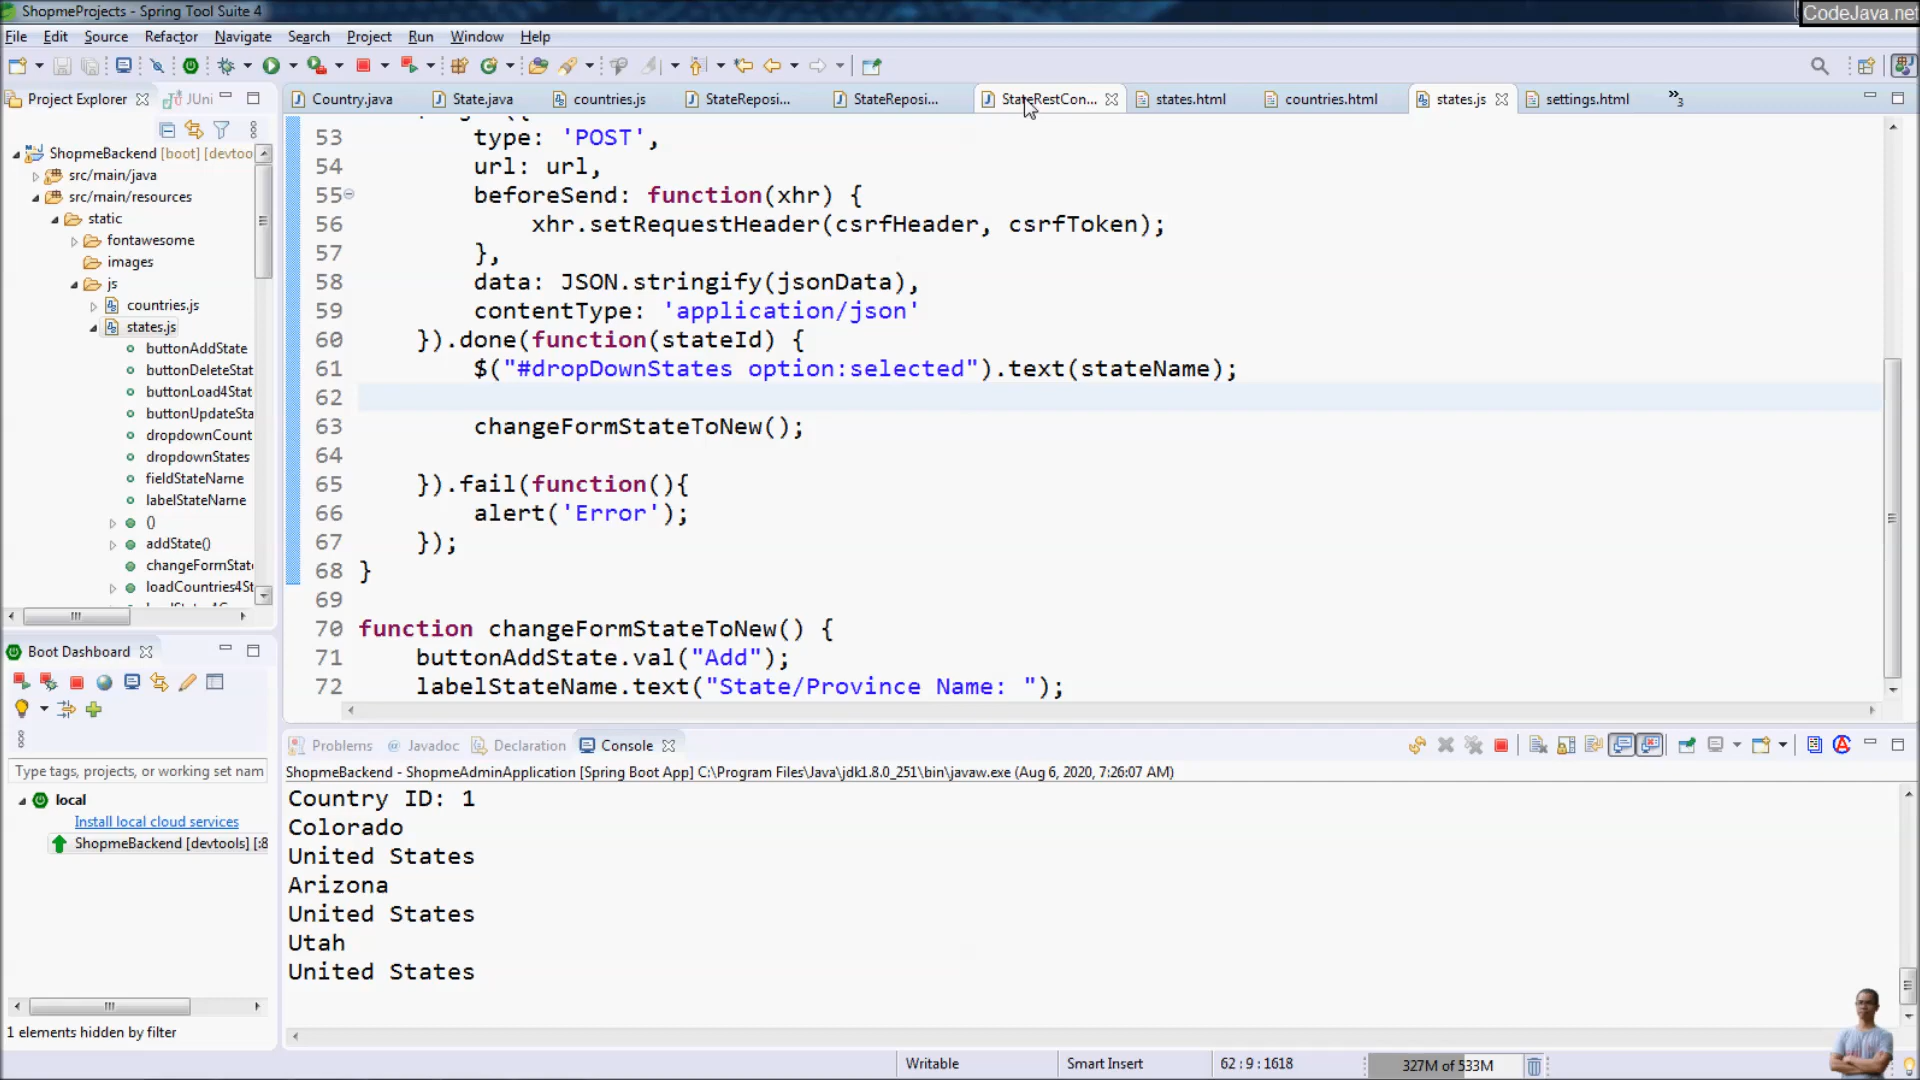 ShopmeProjects - Spring Tool Suite 4
CodeJava.net
File Edit Source Refactor Navigate Search Project Run Window Help
Project Explorer JUni
Country.java State.java countries.js StateReposi... StateReposi... StateRestCon... states.html countries.html states.js settings.html »3
ShopmeBackend [boot] [devtoo
src/main/java
src/main/resources
static
fontawesome
images
js
countries.js
states.js
buttonAddState
buttonDeleteStat
buttonLoad4Stat
buttonUpdateSta
dropdownCount
dropdownStates
fieldStateName
labelStateName
()
addState()
changeFormState
loadCountries4St
53 type: 'POST',
54 url: url,
55 beforeSend: function(xhr) {
56 xhr.setRequestHeader(csrfHeader, csrfToken);
57 },
58 data: JSON.stringify(jsonData),
59 contentType: 'application/json'
60 }).done(function(stateId) {
61 $("#dropDownStates option:selected").text(stateName);
62
63 changeFormStateToNew();
64
65 }).fail(function(){
66 alert('Error');
67 });
68 }
69
70 function changeFormStateToNew() {
71 buttonAddState.val("Add");
72 labelStateName.text("State/Province Name: ");
Boot Dashboard
Type tags, projects, or working set nam
local
Install local cloud services
ShopmeBackend [devtools] [:8
1 elements hidden by filter
Problems Javadoc Declaration Console
ShopmeBackend - ShopmeAdminApplication [Spring Boot App] C:\Program Files\Java\jdk1.8.0_251\bin\javaw.exe (Aug 6, 2020, 7:26:07 AM)
Country ID: 1
Colorado
United States
Arizona
United States
Utah
United States
Writable Smart Insert 62 : 9 : 1618 327M of 533M